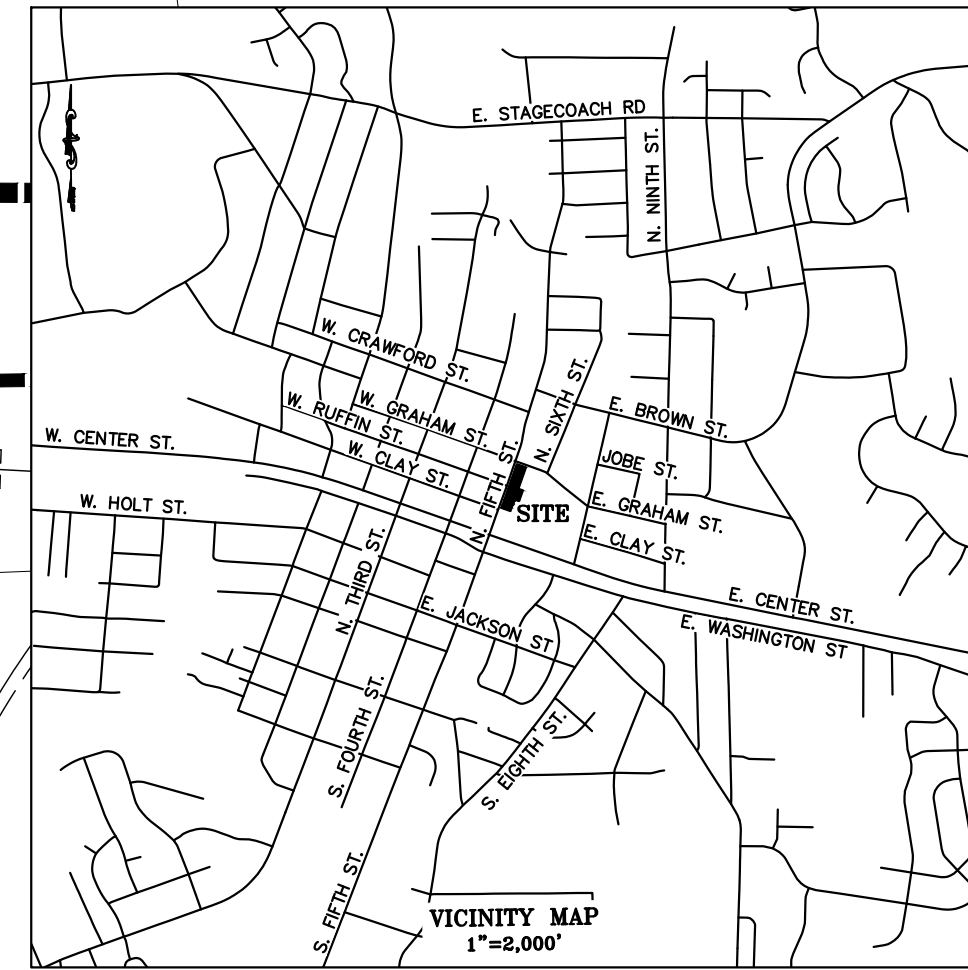 E. STAGECOACH RD
N. NINTH ST.
W. CRAWFORD ST.
N. SIXTH ST.
W. GRAHAM ST.
W. RUFFIN ST.
E. BROWN ST.
W. CENTER ST.
W. CLAY ST.
N. FIFTH ST.
JOBE ST.
W. HOLT ST.
SITE
E. GRAHAM ST.
E. CLAY ST.
N. THIRD ST.
E. JACKSON ST
E. CENTER ST.
E. WASHINGTON ST
S. FOURTH ST.
S. EIGHTH ST.
S. FIFTH ST.
VICINITY MAP
1"=2,000'